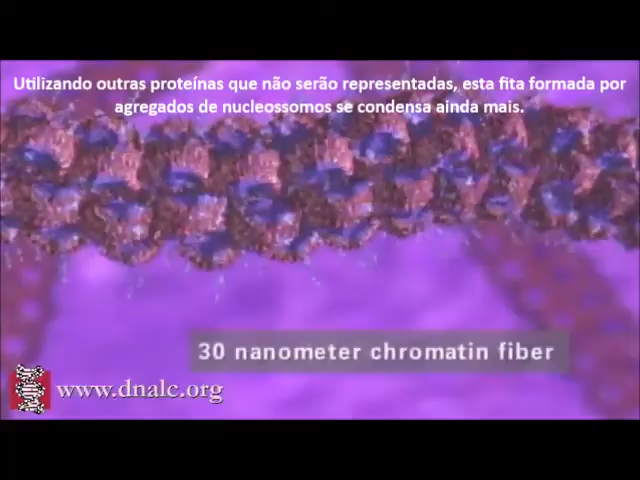 Utilizando outras proteínas que não serão representadas, esta fita formada por
agregados de nucleossomos se condensa ainda mais.
30 nanometer chromatin fiber
www.dnalc.org